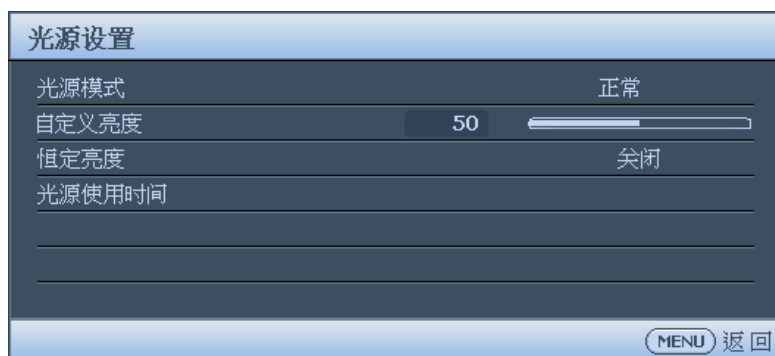 光源设置
光源模式 正常
自定义亮度 50
恒定亮度 关闭
光源使用时间
MENU 返回